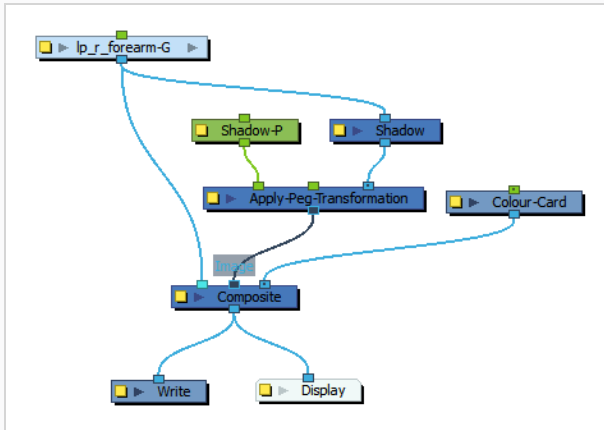 lp_r_forearm-G
Shadow-P
Shadow
Apply-Peg-Transformation
Colour-Card
Image
Composite
Write
Display